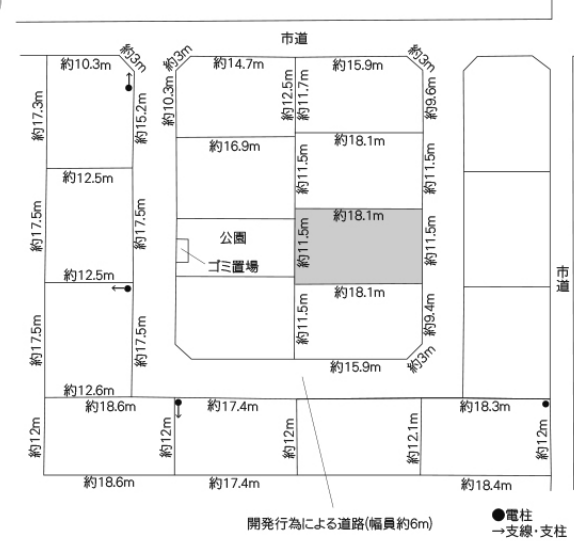 市道
約10.3m
約3m
約3m
約14.7m
約15.9m
約3m
約17.3m
約15.2m
約10.3m
約12.5m
約11.7m
約9.6m
約16.9m
約18.1m
約12.5m
約17.5m
約17.5m
約11.5m
約11.5m
約18.1m
公園
ゴミ置場
約11.5m
約11.5m
市道
約12.5m
約18.1m
約17.5m
約17.5m
約11.5m
約9.4m
約3m
約15.9m
約12.6m
約18.6m
約17.4m
約18.3m
約12m
約12m
約12m
約12.1m
約12m
約18.6m
約17.4m
約18.4m
開発行為による道路(幅員約6m)
●電柱
→支線・支柱